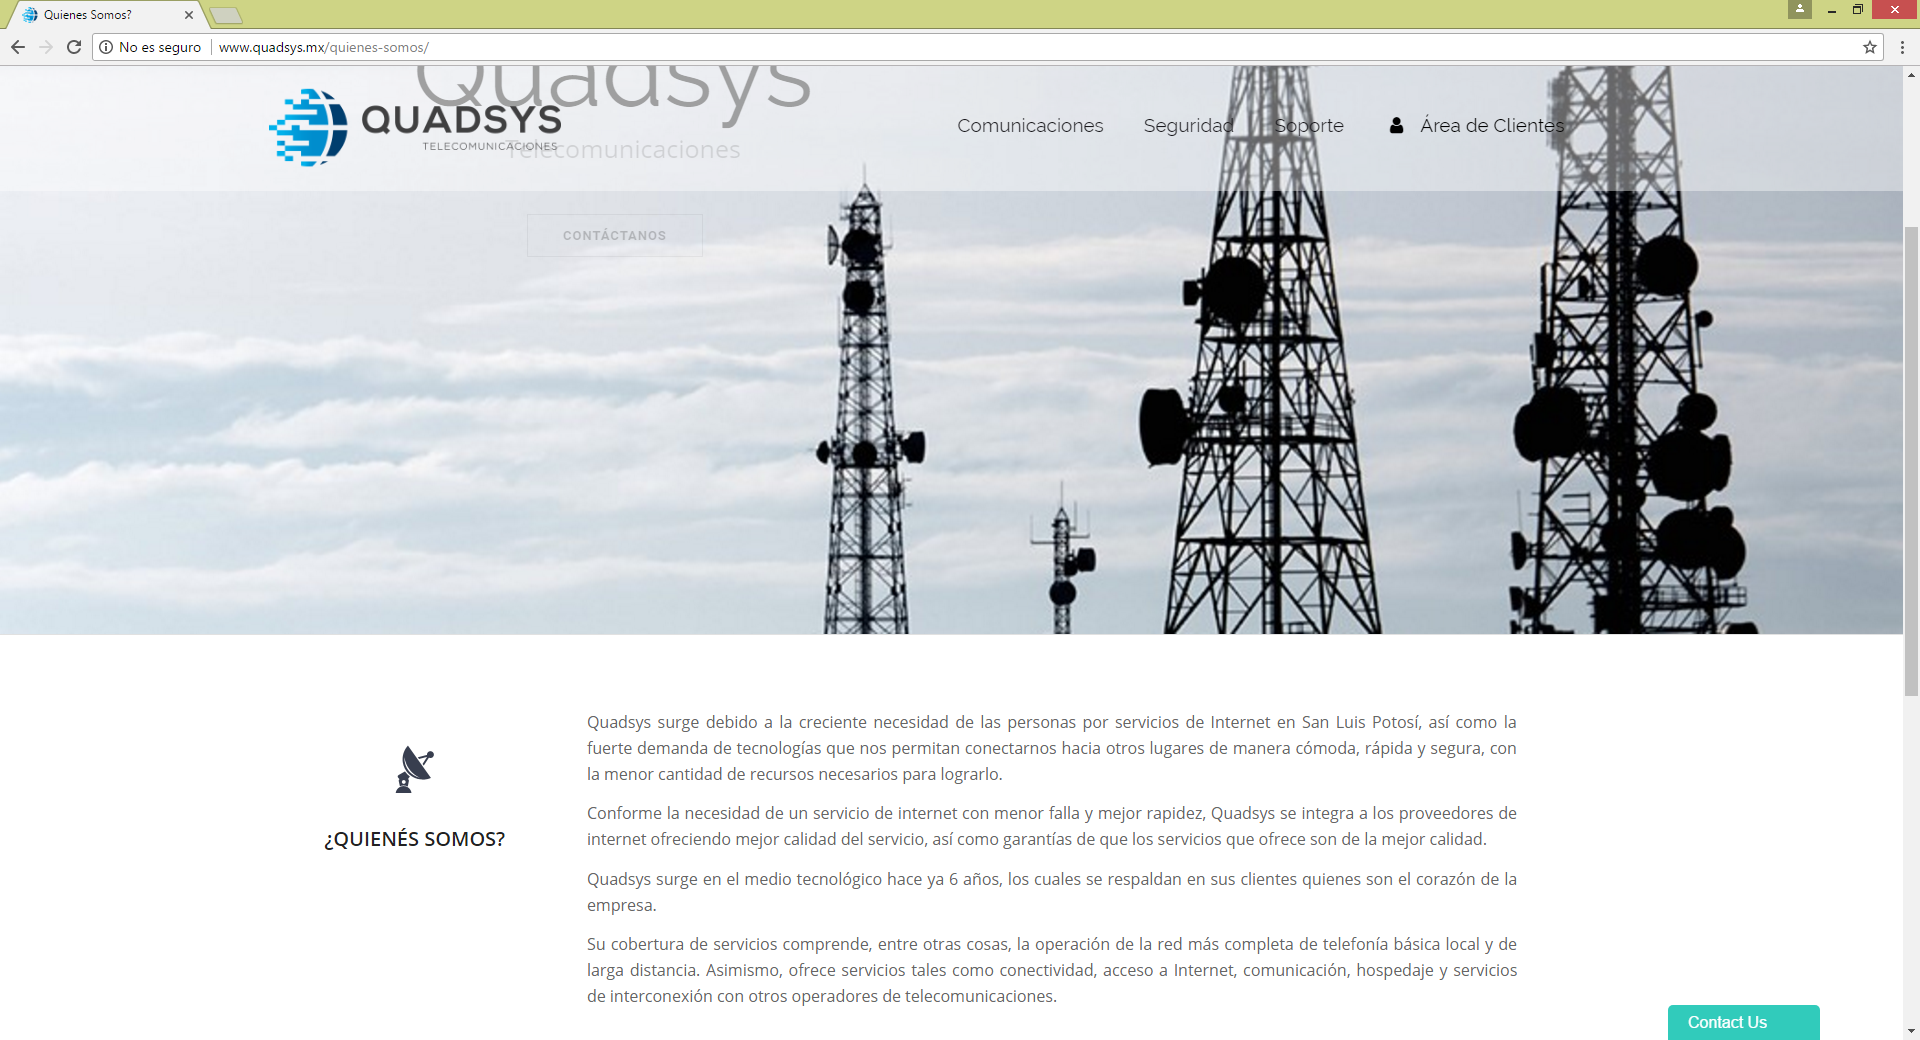 Quienes Somos?
No es seguro
www.quadsys.mx/quienes-somos/
Quadsys
QUADSYS
TELECOMUNICACIONES
Telecomunicaciones
Comunicaciones
Seguridad
Soporte
Área de Clientes
CONTÁCTANOS
¿QUIENÉS SOMOS?
Quadsys surge debido a la creciente necesidad de las personas por servicios de Internet en San Luis Potosí, así como la
fuerte demanda de tecnologías que nos permitan conectarnos hacia otros lugares de manera cómoda, rápida y segura, con
la menor cantidad de recursos necesarios para lograrlo.
Conforme la necesidad de un servicio de internet con menor falla y mejor rapidez, Quadsys se integra a los proveedores de
internet ofreciendo mejor calidad del servicio, así como garantías de que los servicios que ofrece son de la mejor calidad.
Quadsys surge en el medio tecnológico hace ya 6 años, los cuales se respaldan en sus clientes quienes son el corazón de la
empresa.
Su cobertura de servicios comprende, entre otras cosas, la operación de la red más completa de telefonía básica local y de
larga distancia. Asimismo, ofrece servicios tales como conectividad, acceso a Internet, comunicación, hospedaje y servicios
de interconexión con otros operadores de telecomunicaciones.
Contact Us